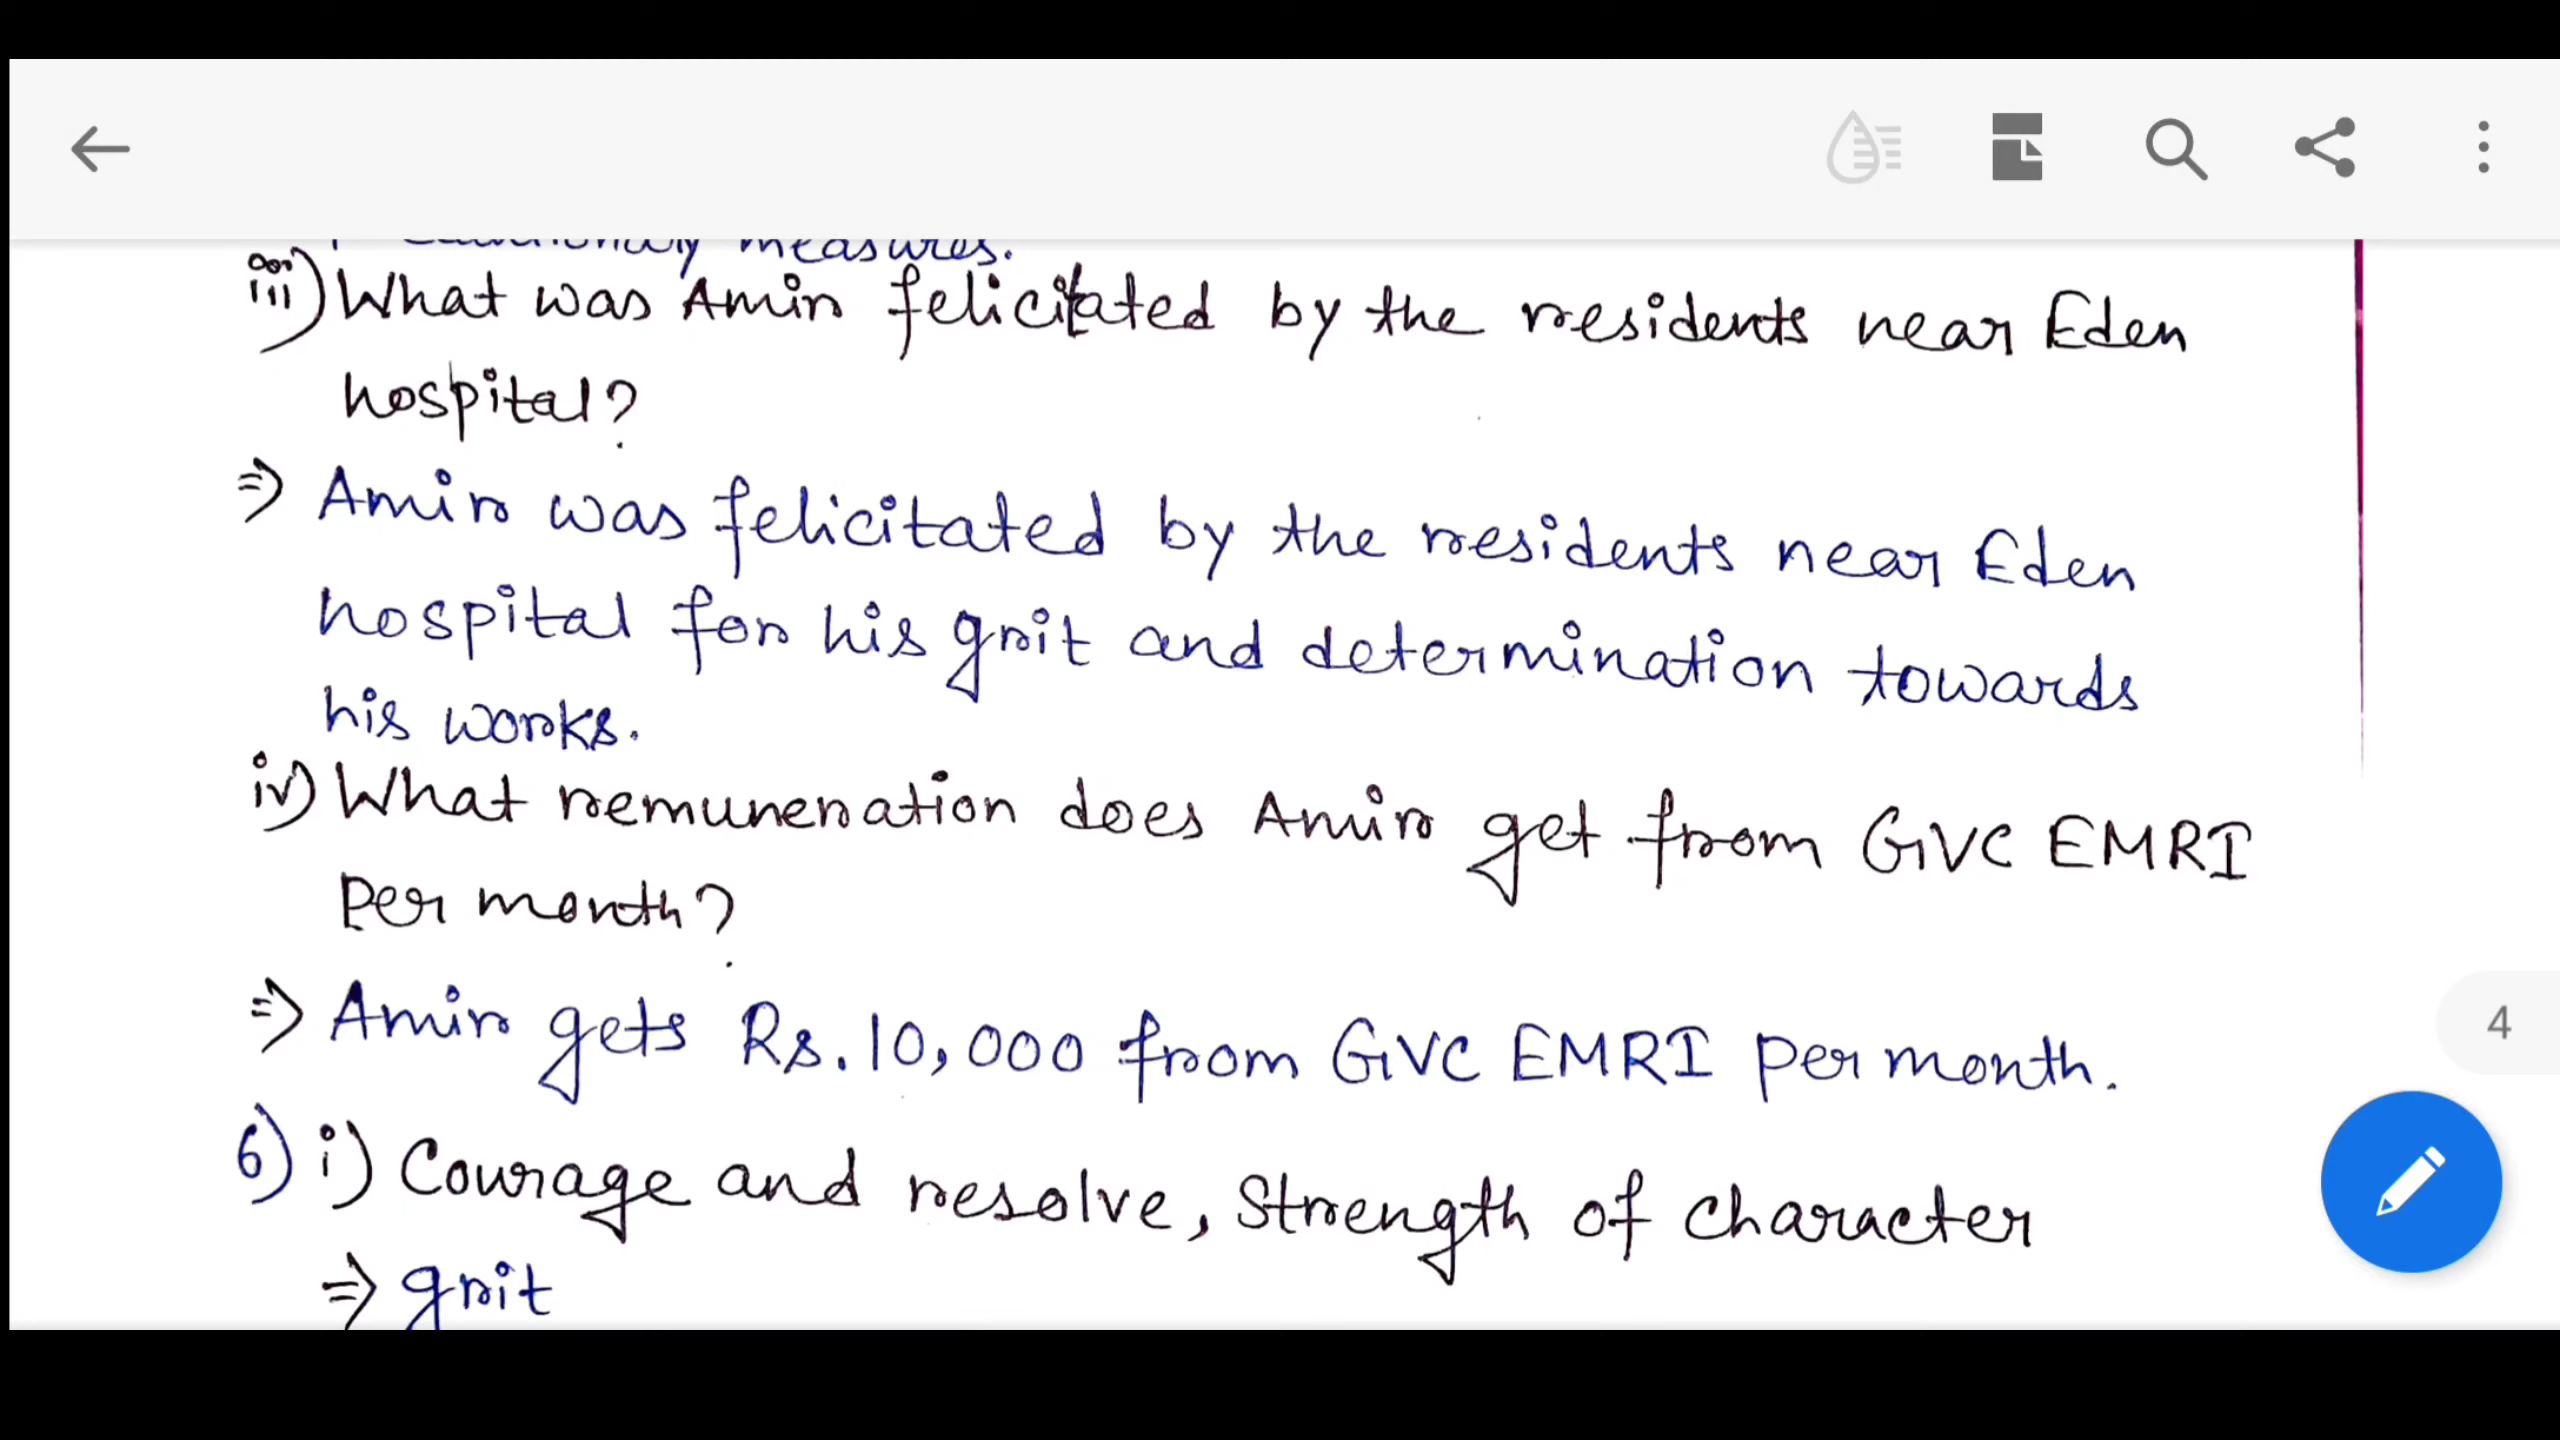 measures.
iii) What was Amir felicitated by the residents near Eden
hospital?
⇒ Amir was felicitated by the residents near Eden
hospital for his grit and determination towards
his works.
iv) What remuneration does Amir get from GVC EMRI
per month?
⇒ Amir gets Rs. 10,000 from GVC EMRI per month.
4
6) i) Courage and resolve, Strength of character
⇒ grit